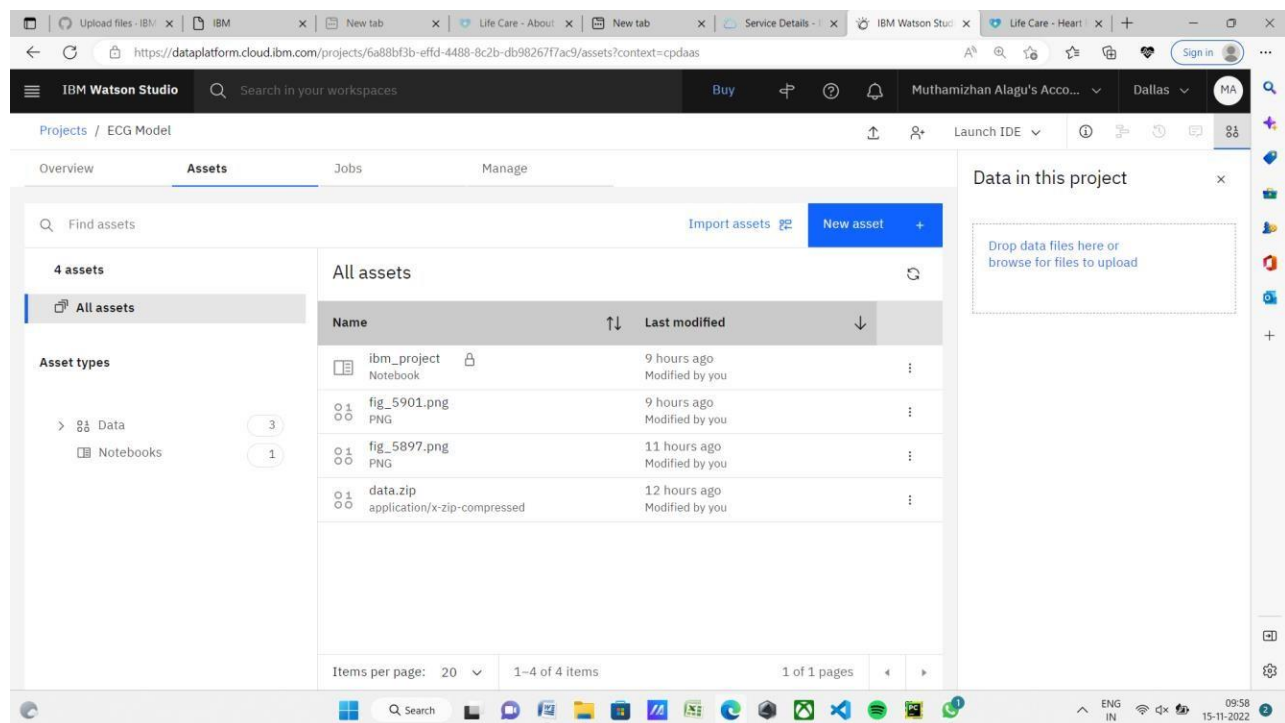 Upload files · IBM
IBM
New tab
Life Care - About
New tab
Service Details - I
IBM Watson Stud
Life Care - Heart
https://dataplatform.cloud.ibm.com/projects/6a88bf3b-effd-4488-8c2b-db98267f7ac9/assets?context=cpdaas
Sign in
IBM Watson Studio
Search in your workspaces
Buy
Muthamizhan Alagu's Acco...
Dallas
MA
Projects / ECG Model
Launch IDE
Overview
Assets
Jobs
Manage
Data in this project
Find assets
Import assets
New asset +
Drop data files here or
browse for files to upload
4 assets
All assets
All assets
Name
Last modified
Asset types
ibm_project
Notebook
9 hours ago
Modified by you
fig_5901.png
PNG
9 hours ago
Modified by you
Data 3
Notebooks 1
fig_5897.png
PNG
11 hours ago
Modified by you
data.zip
application/x-zip-compressed
12 hours ago
Modified by you
Items per page: 20
1–4 of 4 items
1 of 1 pages
Search
ENG
IN
09:58
15-11-2022
2